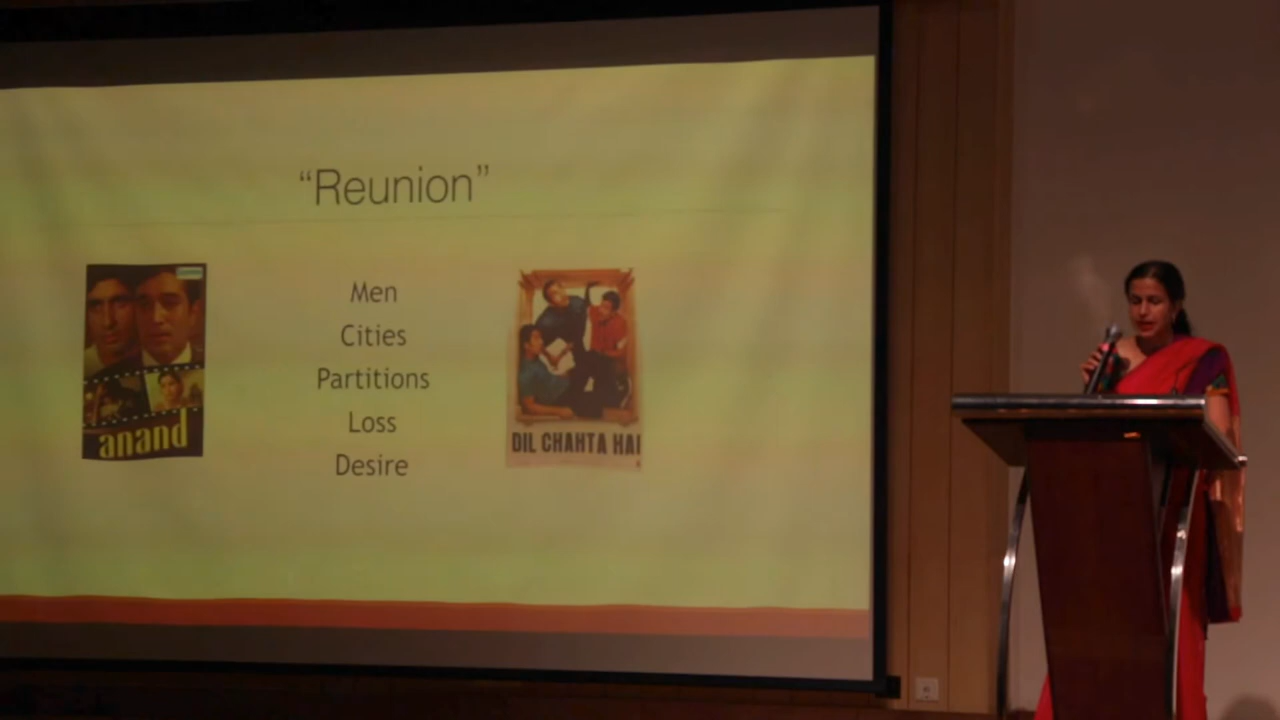 “Reunion”
Men
Cities
Partitions
Loss
Desire
anand
DIL CHAHTA HAI